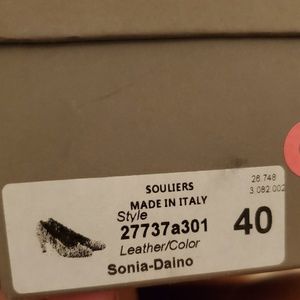 SOULIERS
MADE IN ITALY
Style
27737a301
Leather/Color
Sonia-Daino
26.748
3.082.002
40